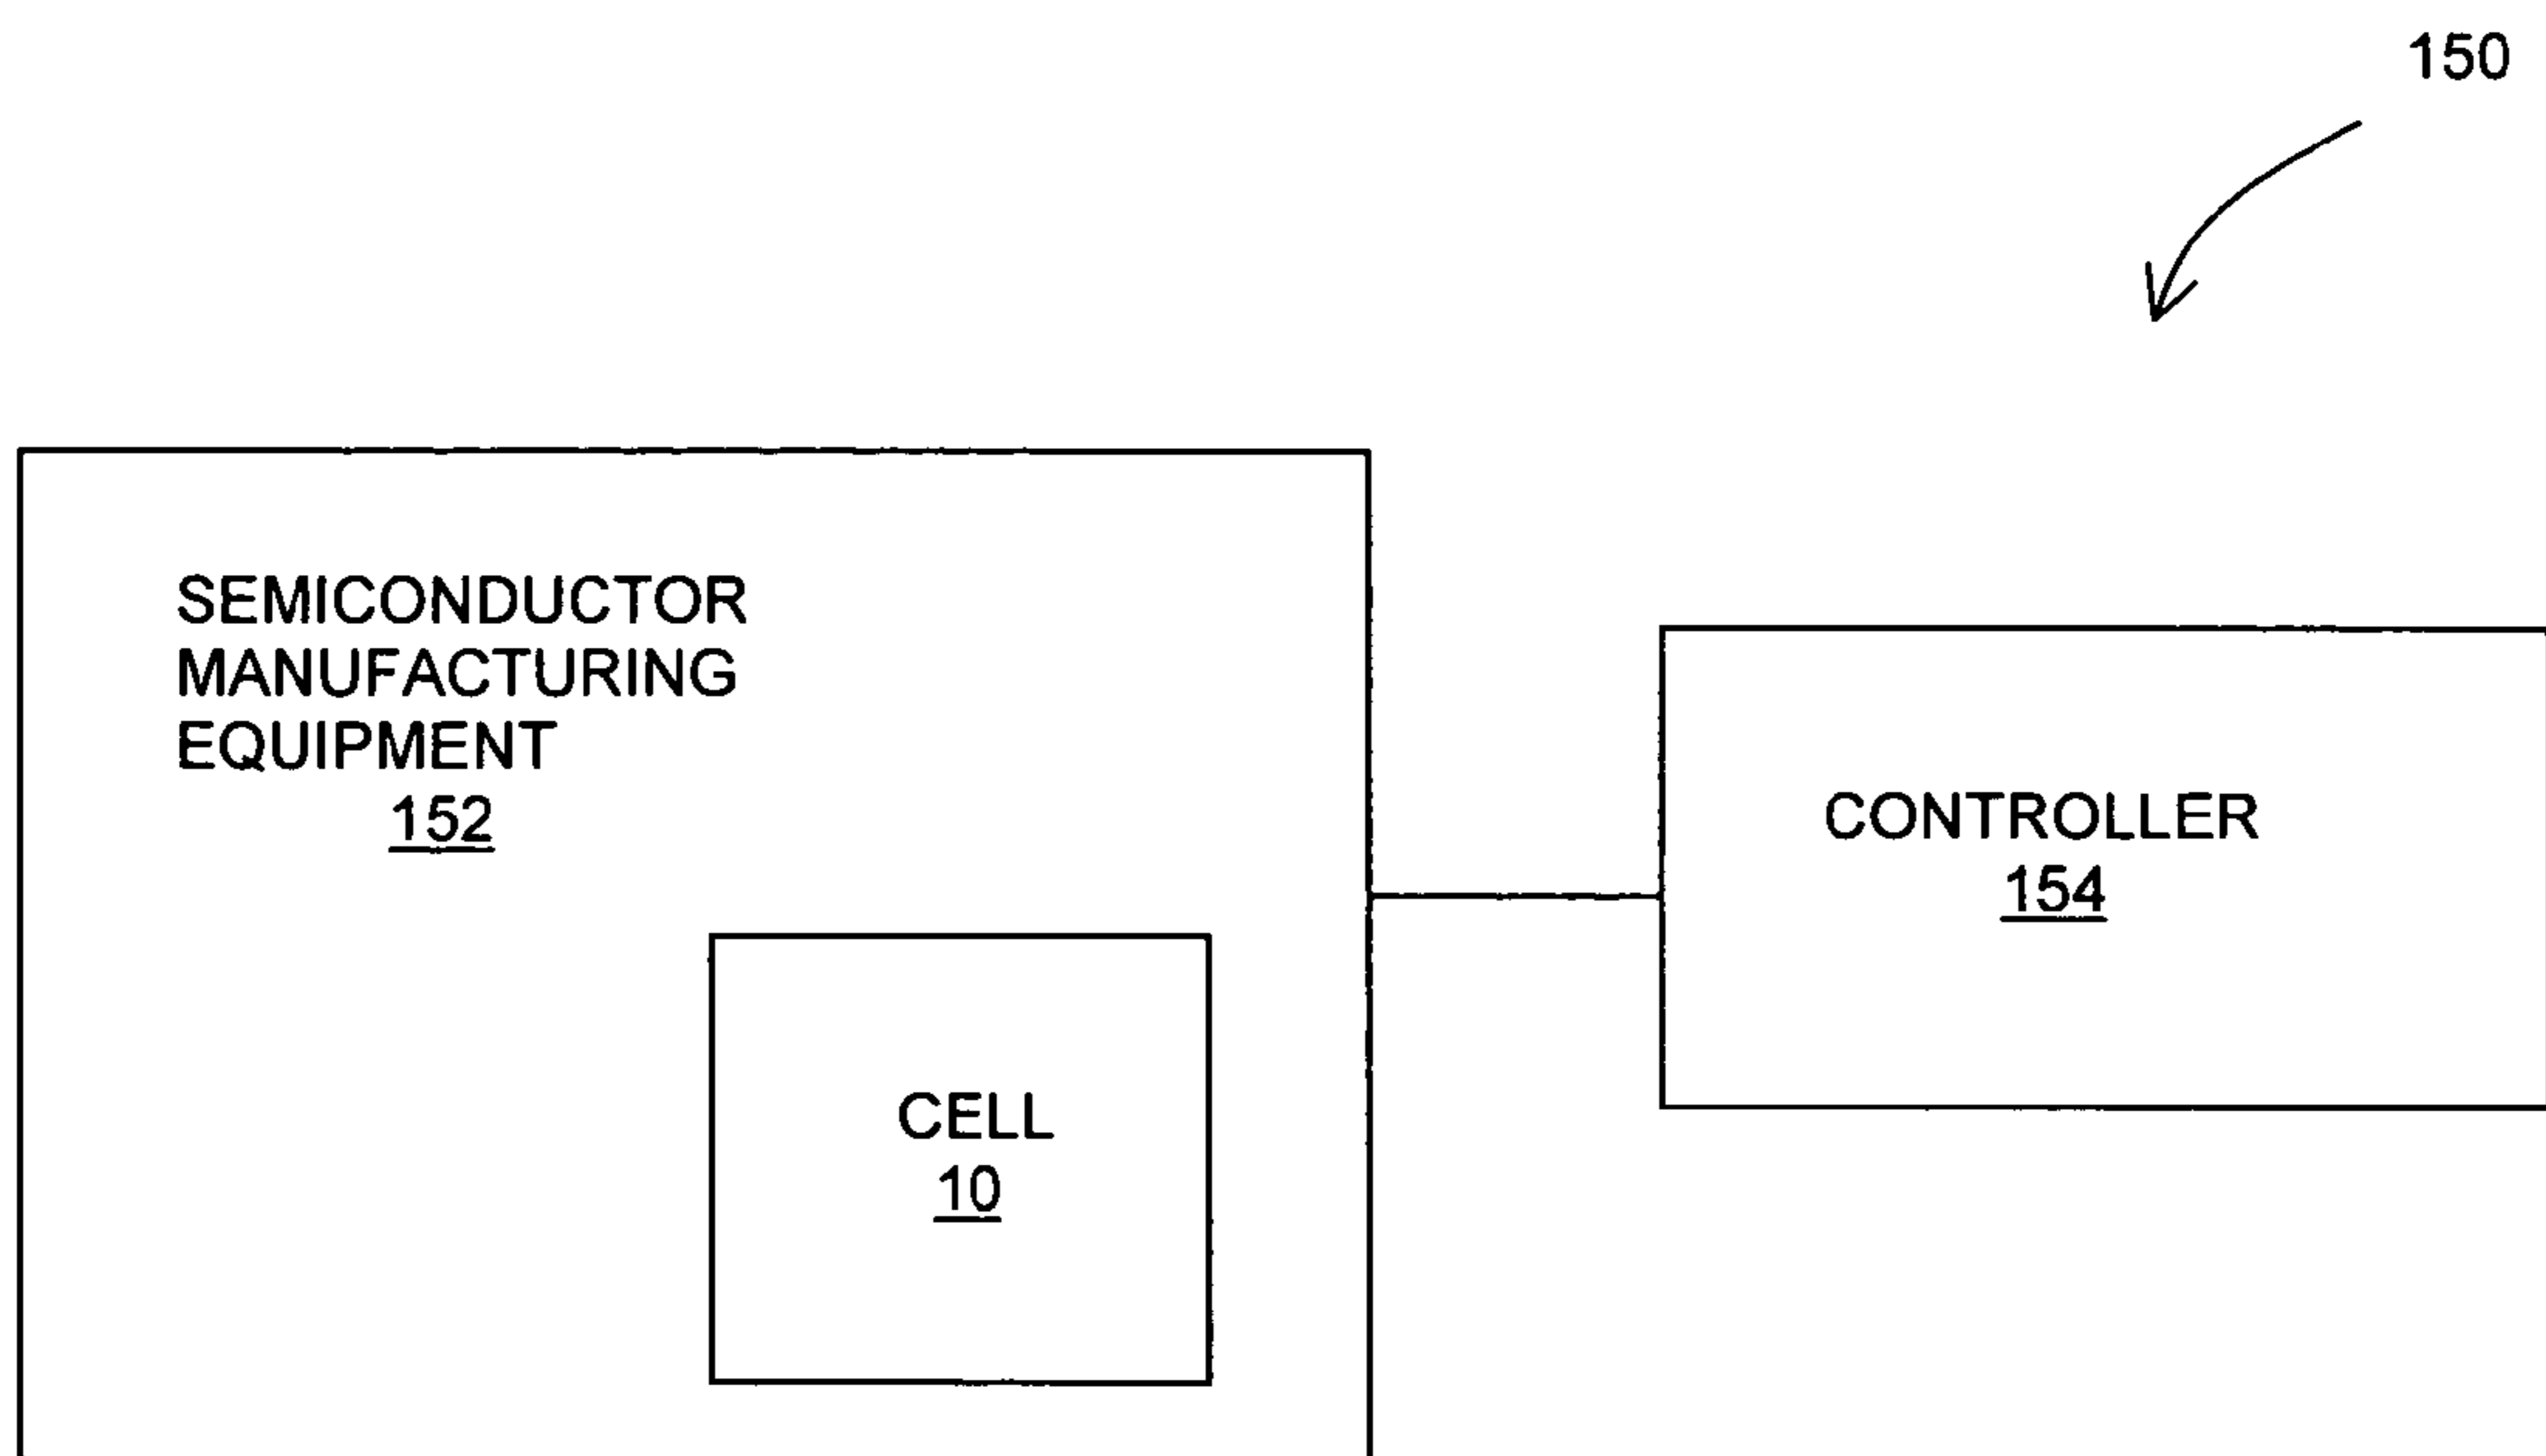 150
SEMICONDUCTOR
MANUFACTURING
EQUIPMENT
152
CONTROLLER
154
CELL
10